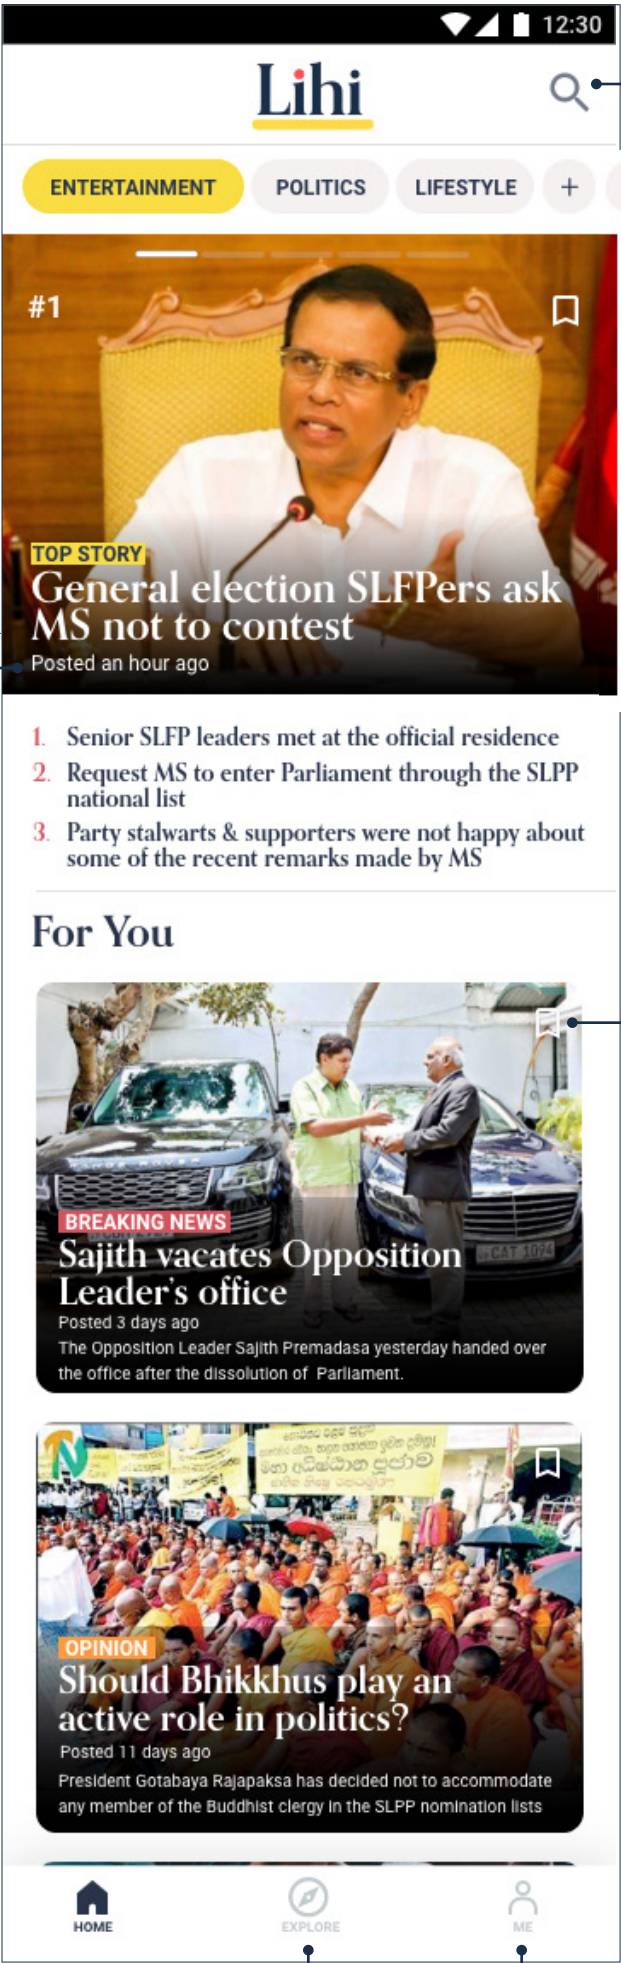 12:30
Lihi
ENTERTAINMENT
POLITICS
LIFESTYLE
+
#1
TOP STORY
General election SLFPers ask
MS not to contest
Posted an hour ago
1. Senior SLFP leaders met at the official residence
2. Request MS to enter Parliament through the SLPP
national list
3. Party stalwarts & supporters were not happy about
some of the recent remarks made by MS
For You
CAT 1094
BREAKING NEWS
Sajith vacates Opposition
Leader's office
Posted 3 days ago
The Opposition Leader Sajith Premadasa yesterday handed over
the office after the dissolution of Parliament.
මහා අධිෂ්ඨාන පූජාව
OPINION
Should Bhikkhus play an
active role in politics?
Posted 11 days ago
President Gotabaya Rajapaksa has decided not to accommodate
any member of the Buddhist clergy in the SLPP nomination lists
HOME
EXPLORE
ME